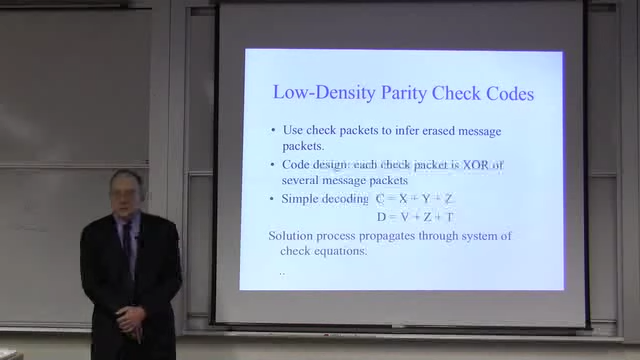 Low-Density Parity Check Codes
• Use check packets to infer erased message
packets.
• Code design: each check packet is XOR of
several message packets
• Simple decoding C = X + Y + Z
D = V + Z + T
Solution process propagates through system of
check equations.
..